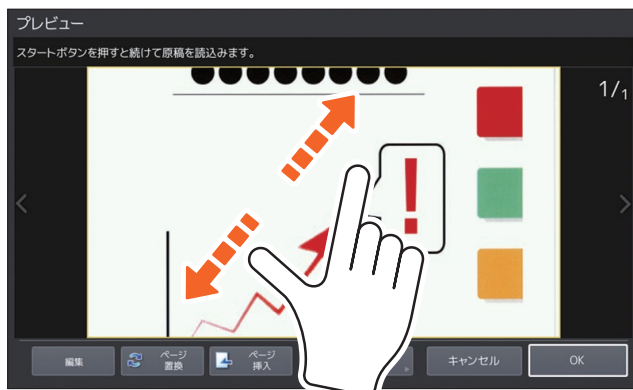 プレビュー
スタートボタンを押すと続けて原稿を読込みます。
1/1
!
編集
ページ
置換
ページ
挿入
キャンセル
OK